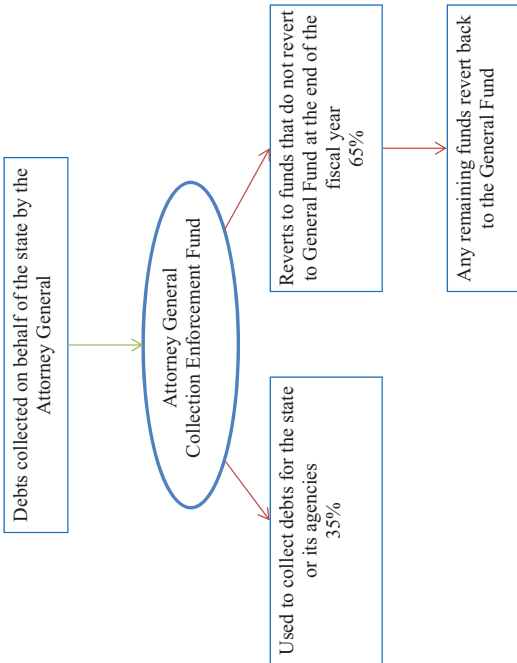 Debts collected on behalf of the state by the
Attorney General
Attorney General
Collection Enforcement Fund
Used to collect debts for the state
or its agencies
35%
Reverts to funds that do not revert
to General Fund at the end of the
fiscal year
65%
Any remaining funds revert back
to the General Fund